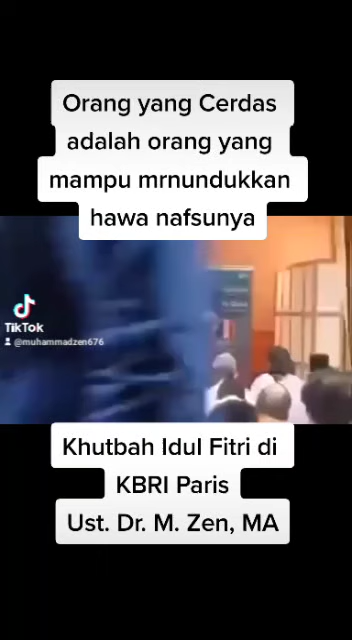 Orang yang Cerdas
adalah orang yang
mampu mrnundukkan
hawa nafsunya
TikTok
@muhammadzen676
Khutbah Idul Fitri di
KBRI Paris
Ust. Dr. M. Zen, MA